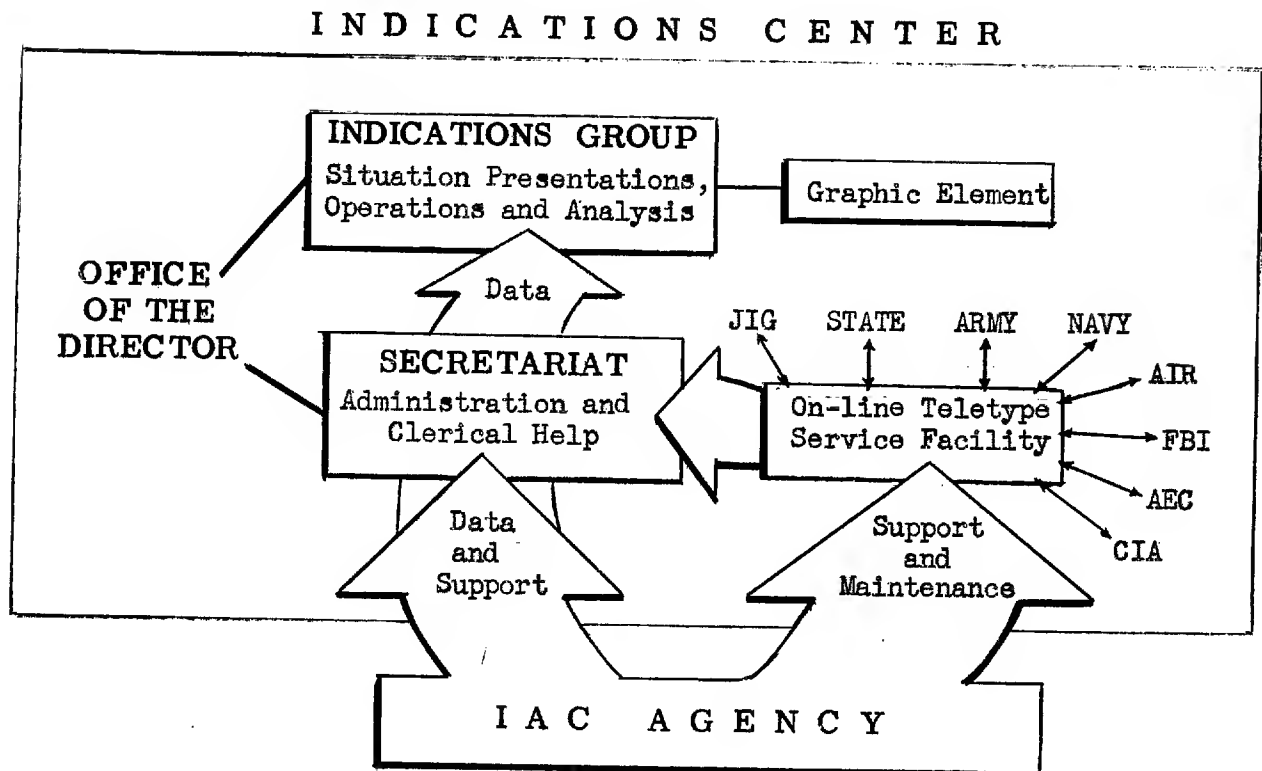 INDICATIONS CENTER
INDICATIONS GROUP
Situation Presentations,
Operations and Analysis
Graphic Element
OFFICE
OF THE
DIRECTOR
Data
SECRETARIAT
Administration and
Clerical Help
JIG
STATE
ARMY
NAVY
AIR
FBI
AEC
CIA
On-line Teletype
Service Facility
Data
and
Support
Support
and
Maintenance
IAC AGENCY